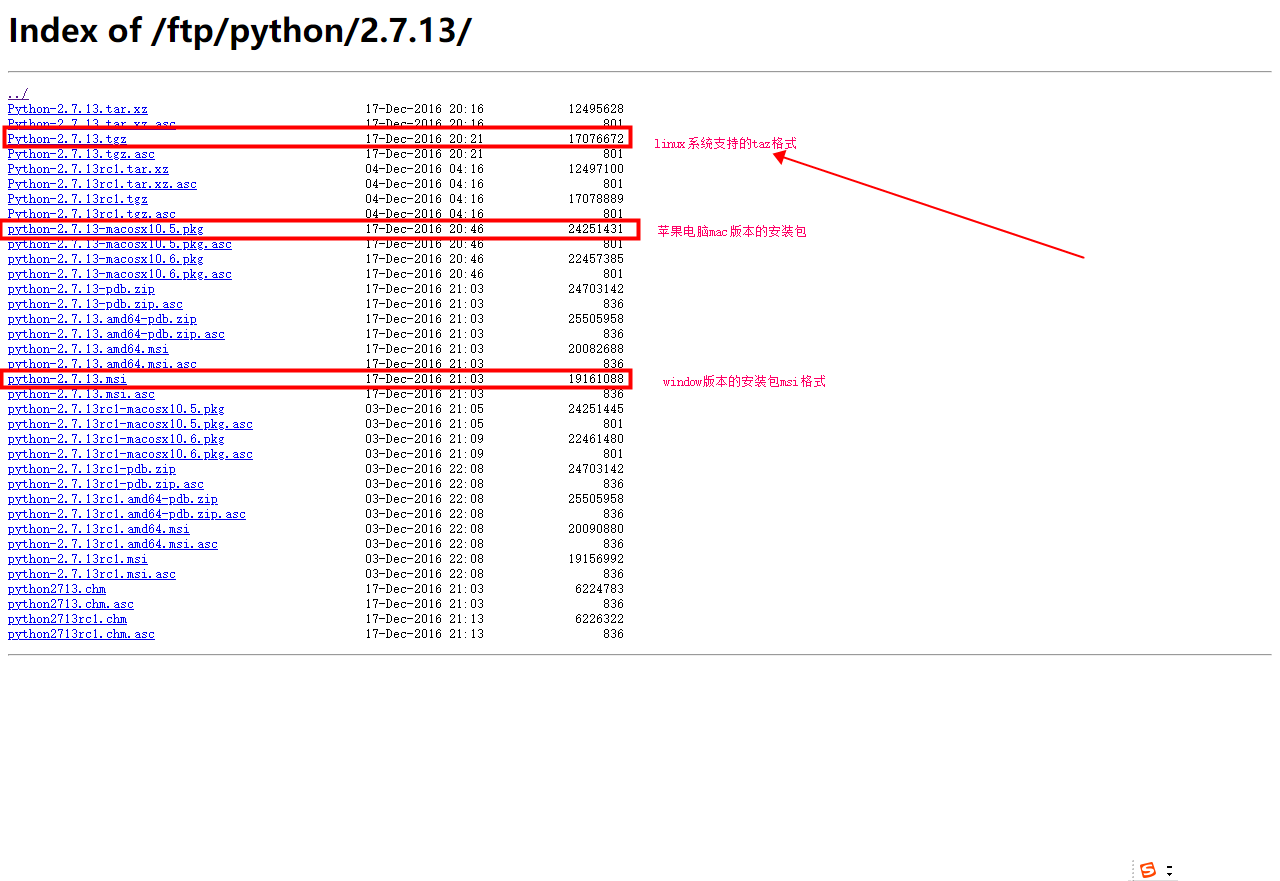 Index of /ftp/python/2.7.13/
../
Python-2.7.13.tar.xz 17-Dec-2016 20:16 12495628
Python-2.7.13.tar.xz.asc 17-Dec-2016 20:16 801
Python-2.7.13.tgz 17-Dec-2016 20:21 17076672 linux系统支持的taz格式
Python-2.7.13.tgz.asc 17-Dec-2016 20:21 801
Python-2.7.13rc1.tar.xz 04-Dec-2016 04:16 12497100
Python-2.7.13rc1.tar.xz.asc 04-Dec-2016 04:16 801
Python-2.7.13rc1.tgz 04-Dec-2016 04:16 17078889
Python-2.7.13rc1.tgz.asc 04-Dec-2016 04:16 801
python-2.7.13-macosx10.5.pkg 17-Dec-2016 20:46 24251431 苹果电脑mac版本的安装包
python-2.7.13-macosx10.5.pkg.asc 17-Dec-2016 20:46 801
python-2.7.13-macosx10.6.pkg 17-Dec-2016 20:46 22457385
python-2.7.13-macosx10.6.pkg.asc 17-Dec-2016 20:46 801
python-2.7.13-pdb.zip 17-Dec-2016 21:03 24703142
python-2.7.13-pdb.zip.asc 17-Dec-2016 21:03 836
python-2.7.13.amd64-pdb.zip 17-Dec-2016 21:03 25505958
python-2.7.13.amd64-pdb.zip.asc 17-Dec-2016 21:03 836
python-2.7.13.amd64.msi 17-Dec-2016 21:03 20082688
python-2.7.13.amd64.msi.asc 17-Dec-2016 21:03 836
python-2.7.13.msi 17-Dec-2016 21:03 19161088 window版本的安装包msi格式
python-2.7.13.msi.asc 17-Dec-2016 21:03 836
python-2.7.13rc1-macosx10.5.pkg 03-Dec-2016 21:05 24251445
python-2.7.13rc1-macosx10.5.pkg.asc 03-Dec-2016 21:05 801
python-2.7.13rc1-macosx10.6.pkg 03-Dec-2016 21:09 22461480
python-2.7.13rc1-macosx10.6.pkg.asc 03-Dec-2016 21:09 801
python-2.7.13rc1-pdb.zip 03-Dec-2016 22:08 24703142
python-2.7.13rc1-pdb.zip.asc 03-Dec-2016 22:08 836
python-2.7.13rc1.amd64-pdb.zip 03-Dec-2016 22:08 25505958
python-2.7.13rc1.amd64-pdb.zip.asc 03-Dec-2016 22:08 836
python-2.7.13rc1.amd64.msi 03-Dec-2016 22:08 20090880
python-2.7.13rc1.amd64.msi.asc 03-Dec-2016 22:08 836
python-2.7.13rc1.msi 03-Dec-2016 22:08 19156992
python-2.7.13rc1.msi.asc 03-Dec-2016 22:08 836
python2713.chm 17-Dec-2016 21:03 6224783
python2713.chm.asc 17-Dec-2016 21:03 836
python2713rc1.chm 17-Dec-2016 21:13 6226322
python2713rc1.chm.asc 17-Dec-2016 21:13 836